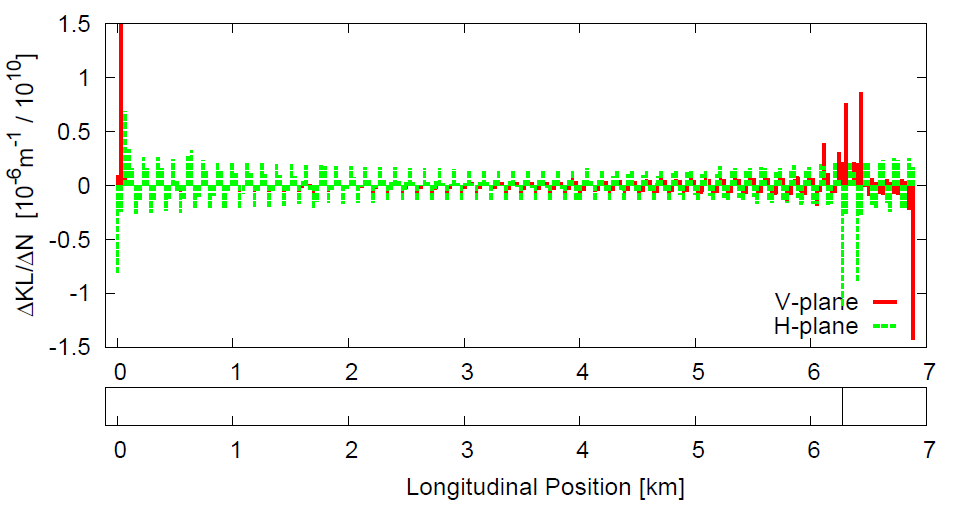 1.5
1
0.5
0
-0.5
-1
-1.5
ΔKL/ΔN [10⁻⁶m⁻¹ / 10¹⁰]
V-plane
H-plane
0 1 2 3 4 5 6 7
0 1 2 3 4 5 6 7
Longitudinal Position [km]